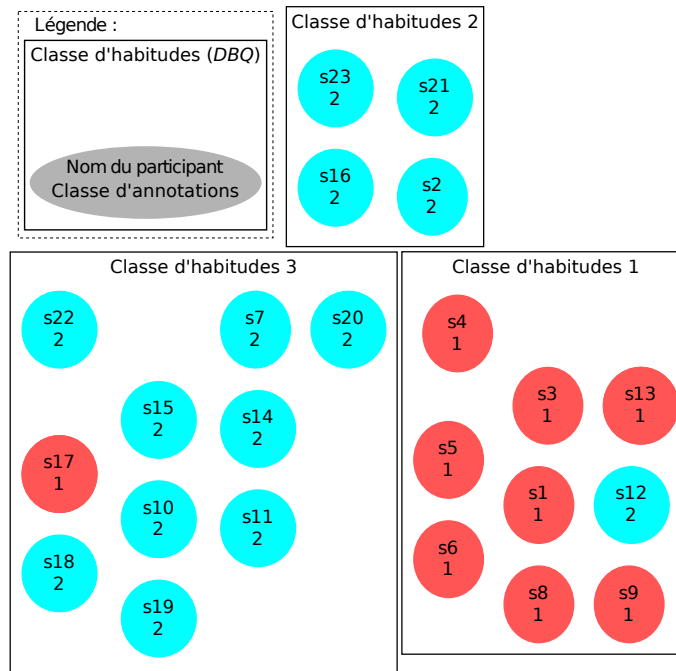 Légende :
Classe d'habitudes (DBQ)
Nom du participant
Classe d'annotations
Classe d'habitudes 2
s23
2
s21
2
s16
2
s2
2
Classe d'habitudes 3
s22
2
s7
2
s20
2
s15
2
s14
2
s17
1
s10
2
s11
2
s18
2
s19
2
Classe d'habitudes 1
s4
1
s3
1
s13
1
s5
1
s1
1
s12
2
s6
1
s8
1
s9
1